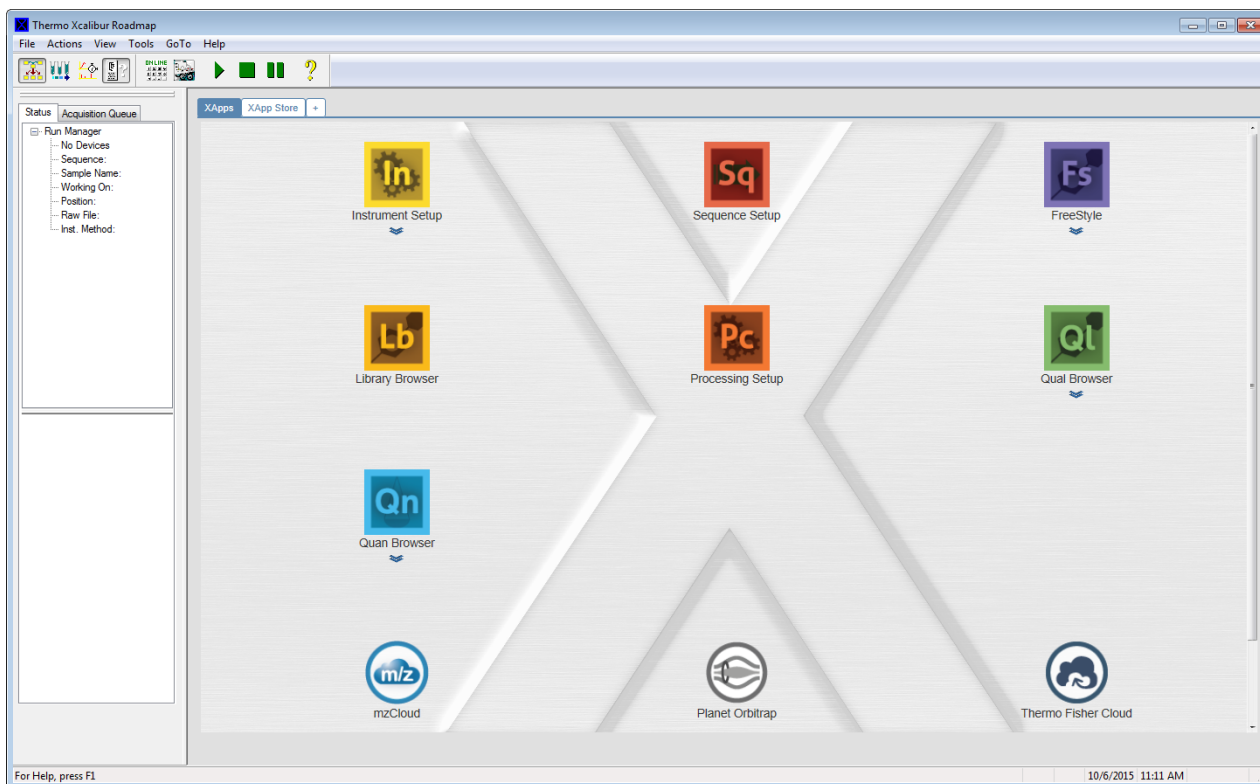 Thermo Xcalibur Roadmap
File Actions View Tools GoTo Help
ONLINE
Status Acquisition Queue
Run Manager
No Devices
Sequence:
Sample Name:
Working On:
Position:
Raw File:
Inst. Method:
XApps XApp Store +
In Sq Fs
Instrument Setup Sequence Setup FreeStyle
Lb Pc Ql
Library Browser Processing Setup Qual Browser
Qn
Quan Browser
m/z
mzCloud Planet Orbitrap Thermo Fisher Cloud
For Help, press F1 10/6/2015 11:11 AM